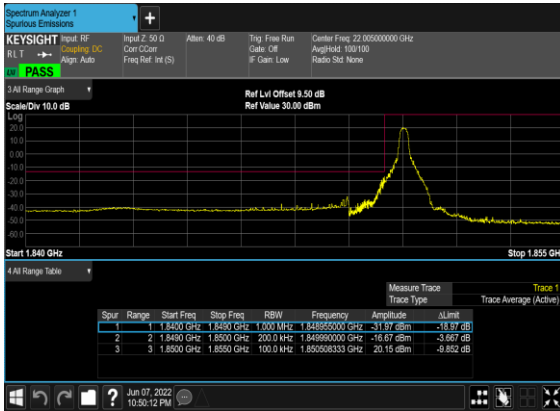 Spectrum Analyzer 1
Spurious Emissions
+
KEYSIGHT
RLT
Input: RF
Coupling: DC
Align: Auto
Input Z: 50 Ω
Corr CCorr
Freq Ref: Int (S)
Atten: 40 dB
Trig: Free Run
Gate: Off
IF Gain: Low
Center Freq: 22.005000000 GHz
Avg|Hold: 100/100
Radio Std: None
PASS
3 All Range Graph
Scale/Div 10.0 dB
Ref Lvl Offset 9.50 dB
Ref Value 30.00 dBm
Log
20.0
10.0
0.00
-10.0
-20.0
-30.0
-40.0
-50.0
-60.0
Start 1.840 GHz
Stop 1.855 GH
4 All Range Table
Measure Trace Trace 1
Trace Type Trace Average (Active)
Spur Range Start Freq Stop Freq RBW Frequency Amplitude ΔLimit
1 1 1.8400 GHz 1.8490 GHz 1.000 MHz 1.848955000 GHz -31.97 dBm -18.97 dB
2 2 1.8490 GHz 1.8500 GHz 200.0 kHz 1.849990000 GHz -16.67 dBm -3.667 dB
3 3 1.8500 GHz 1.8550 GHz 100.0 kHz 1.850508333 GHz 20.15 dBm -9.852 dB
?
Jun 07, 2022
10:50:12 PM